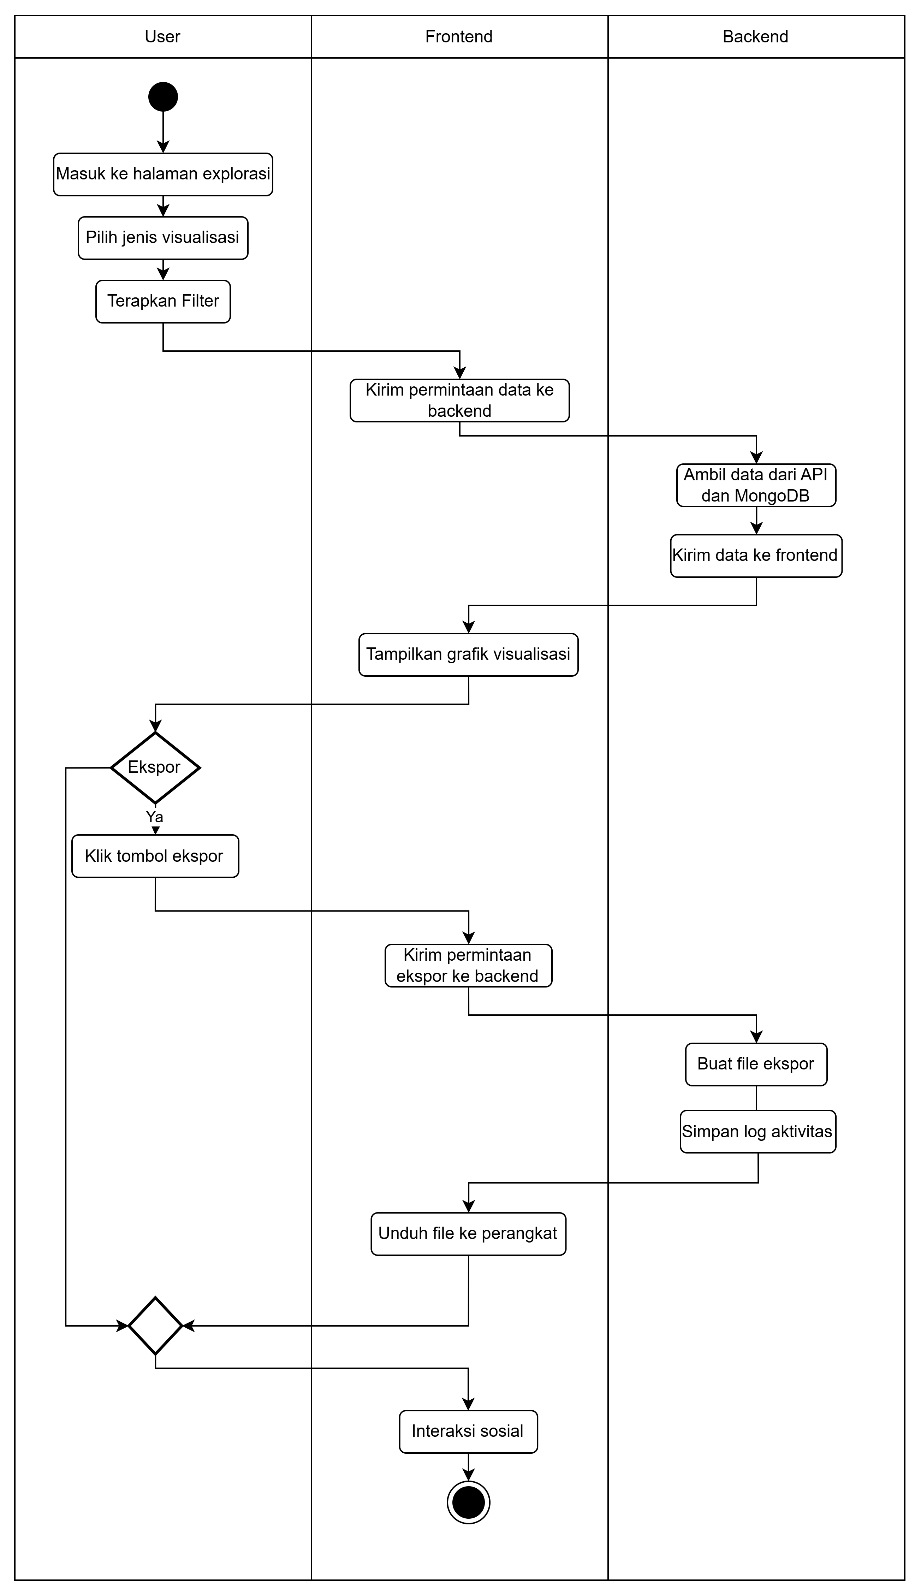 User
Frontend
Backend
Masuk ke halaman explorasi
Pilih jenis visualisasi
Terapkan Filter
Kirim permintaan data ke
backend
Ambil data dari API
dan MongoDB
Kirim data ke frontend
Tampilkan grafik visualisasi
Ekspor
Ya
Klik tombol ekspor
Kirim permintaan
ekspor ke backend
Buat file ekspor
Simpan log aktivitas
Unduh file ke perangkat
Interaksi sosial